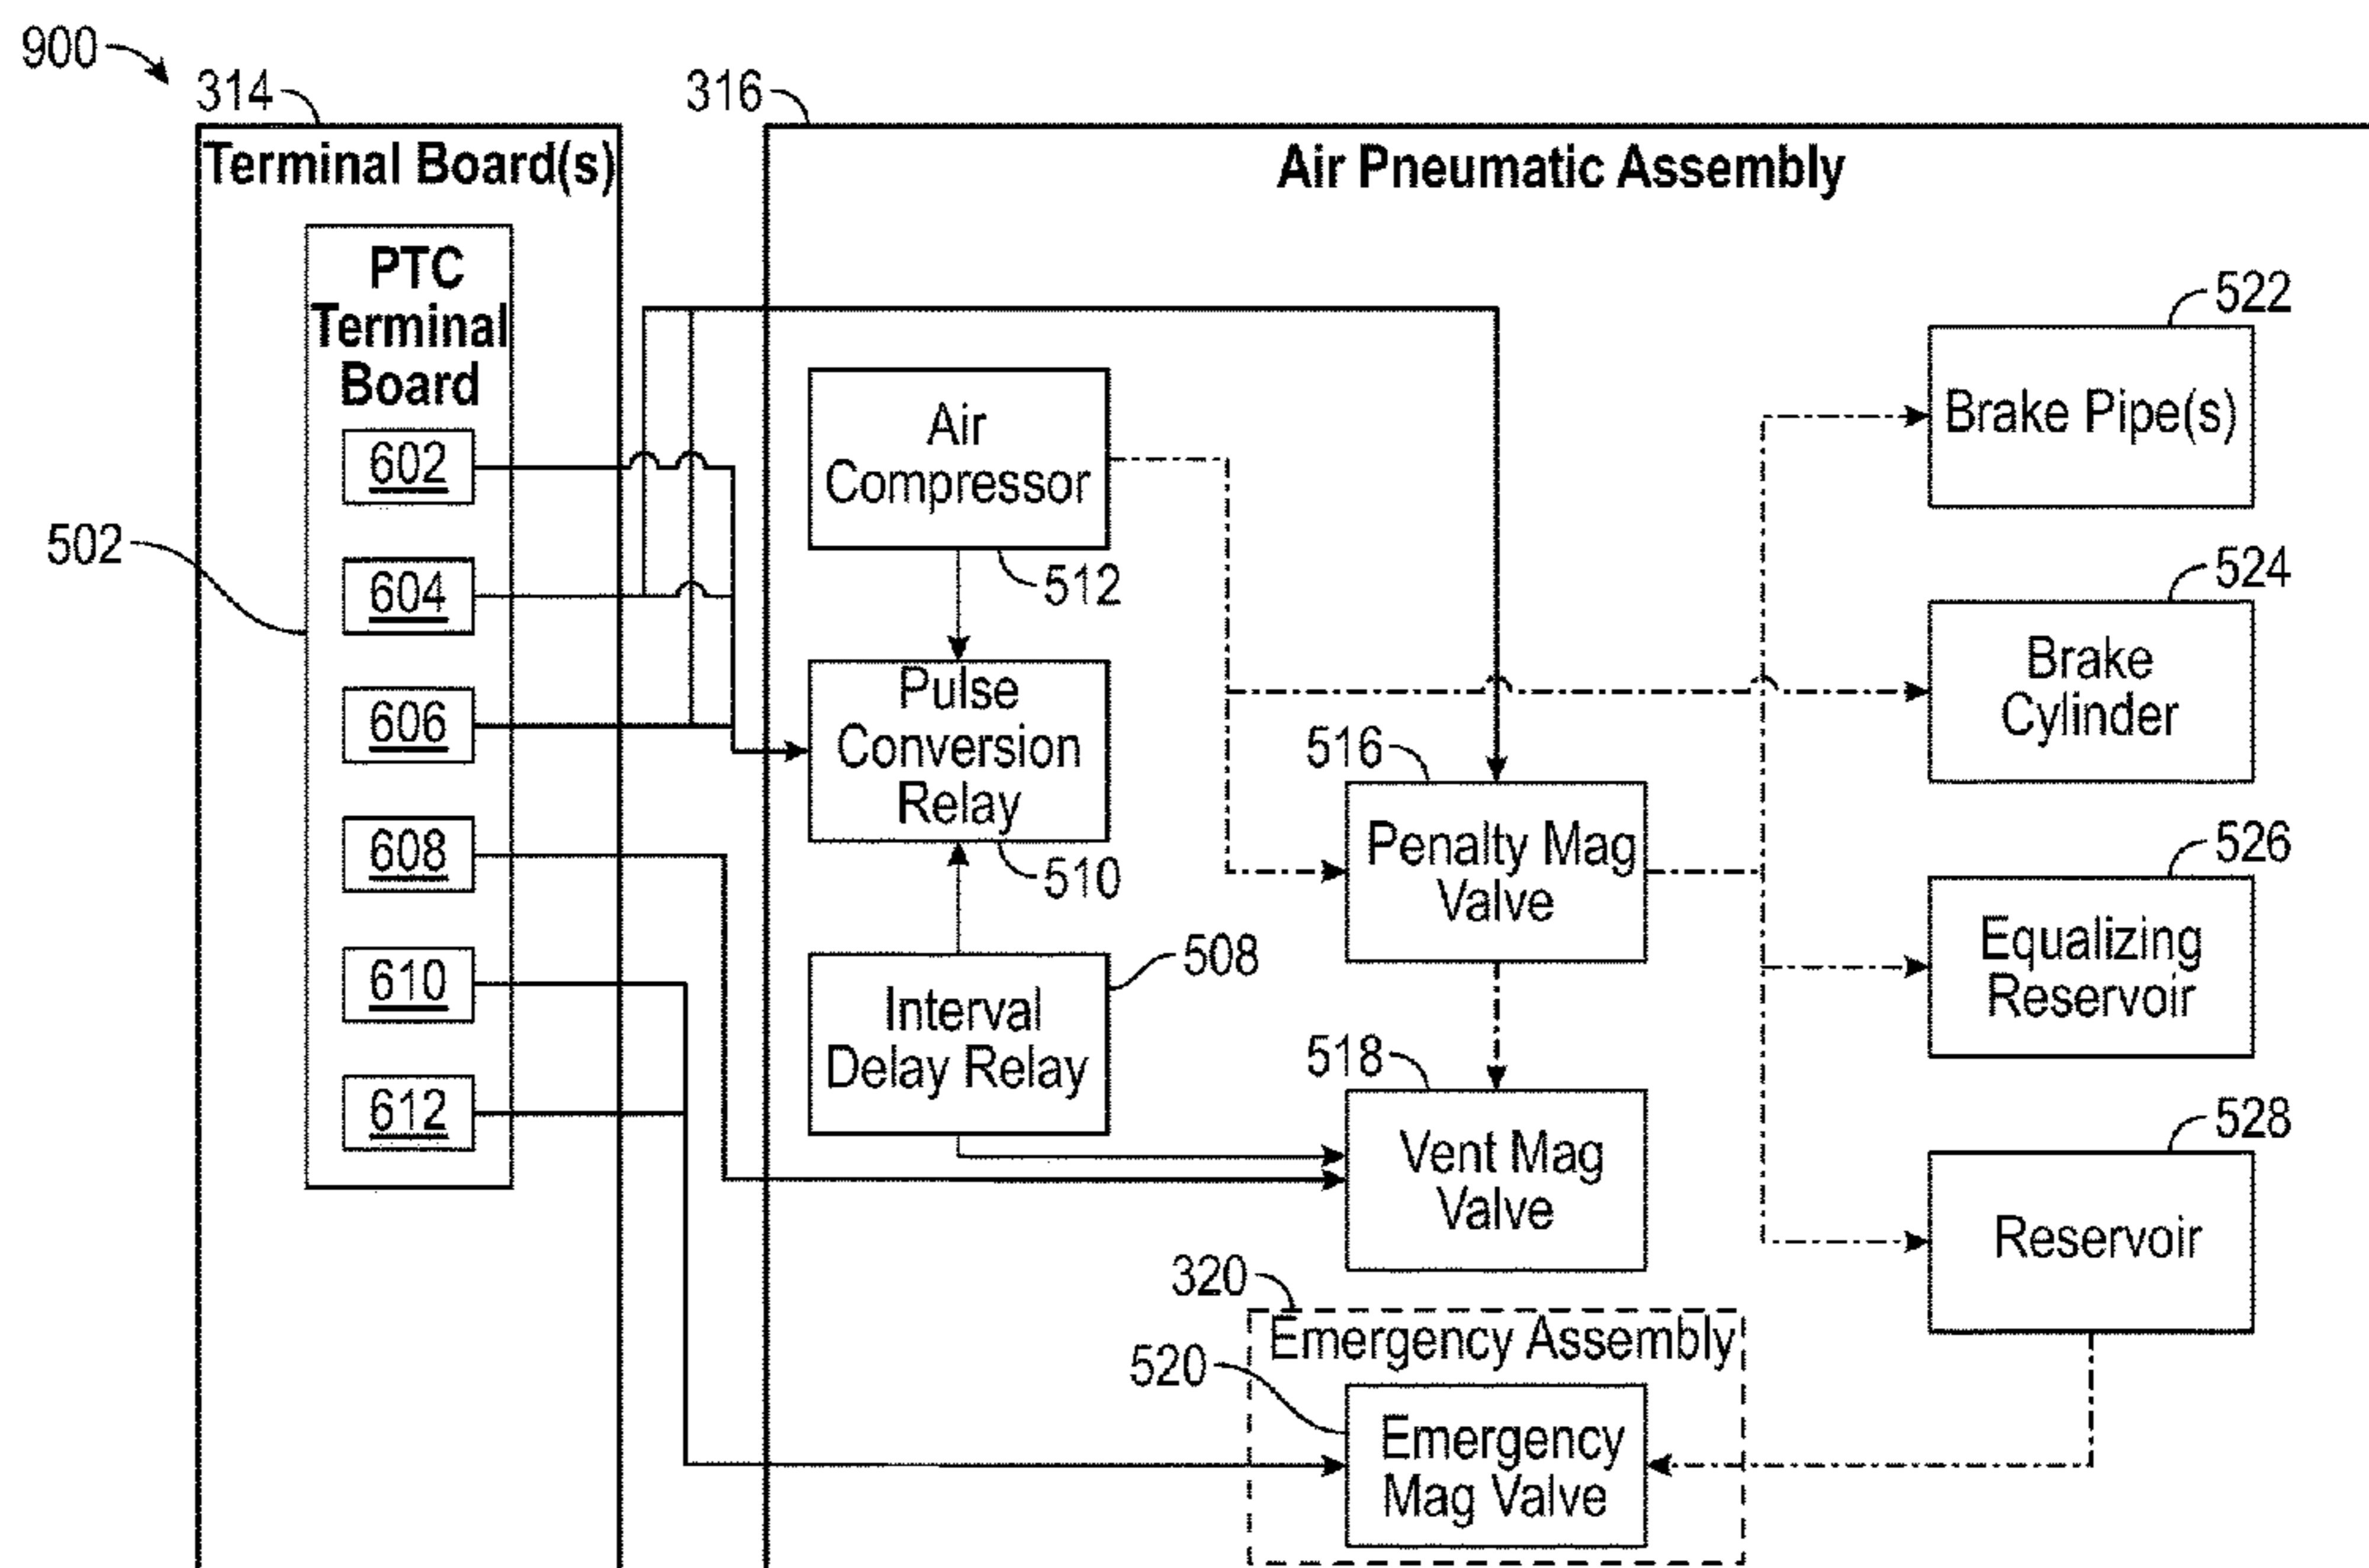 900
314
316
Terminal Board(s)
Air Pneumatic Assembly
PTC
Terminal
Board
602
604
606
608
610
612
502
Air
Compressor
512
Pulse
Conversion
Relay
510
Interval
Delay Relay
508
516
Penalty Mag
Valve
518
Vent Mag
Valve
320
Emergency Assembly
520
Emergency
Mag Valve
522
Brake Pipe(s)
524
Brake
Cylinder
526
Equalizing
Reservoir
528
Reservoir